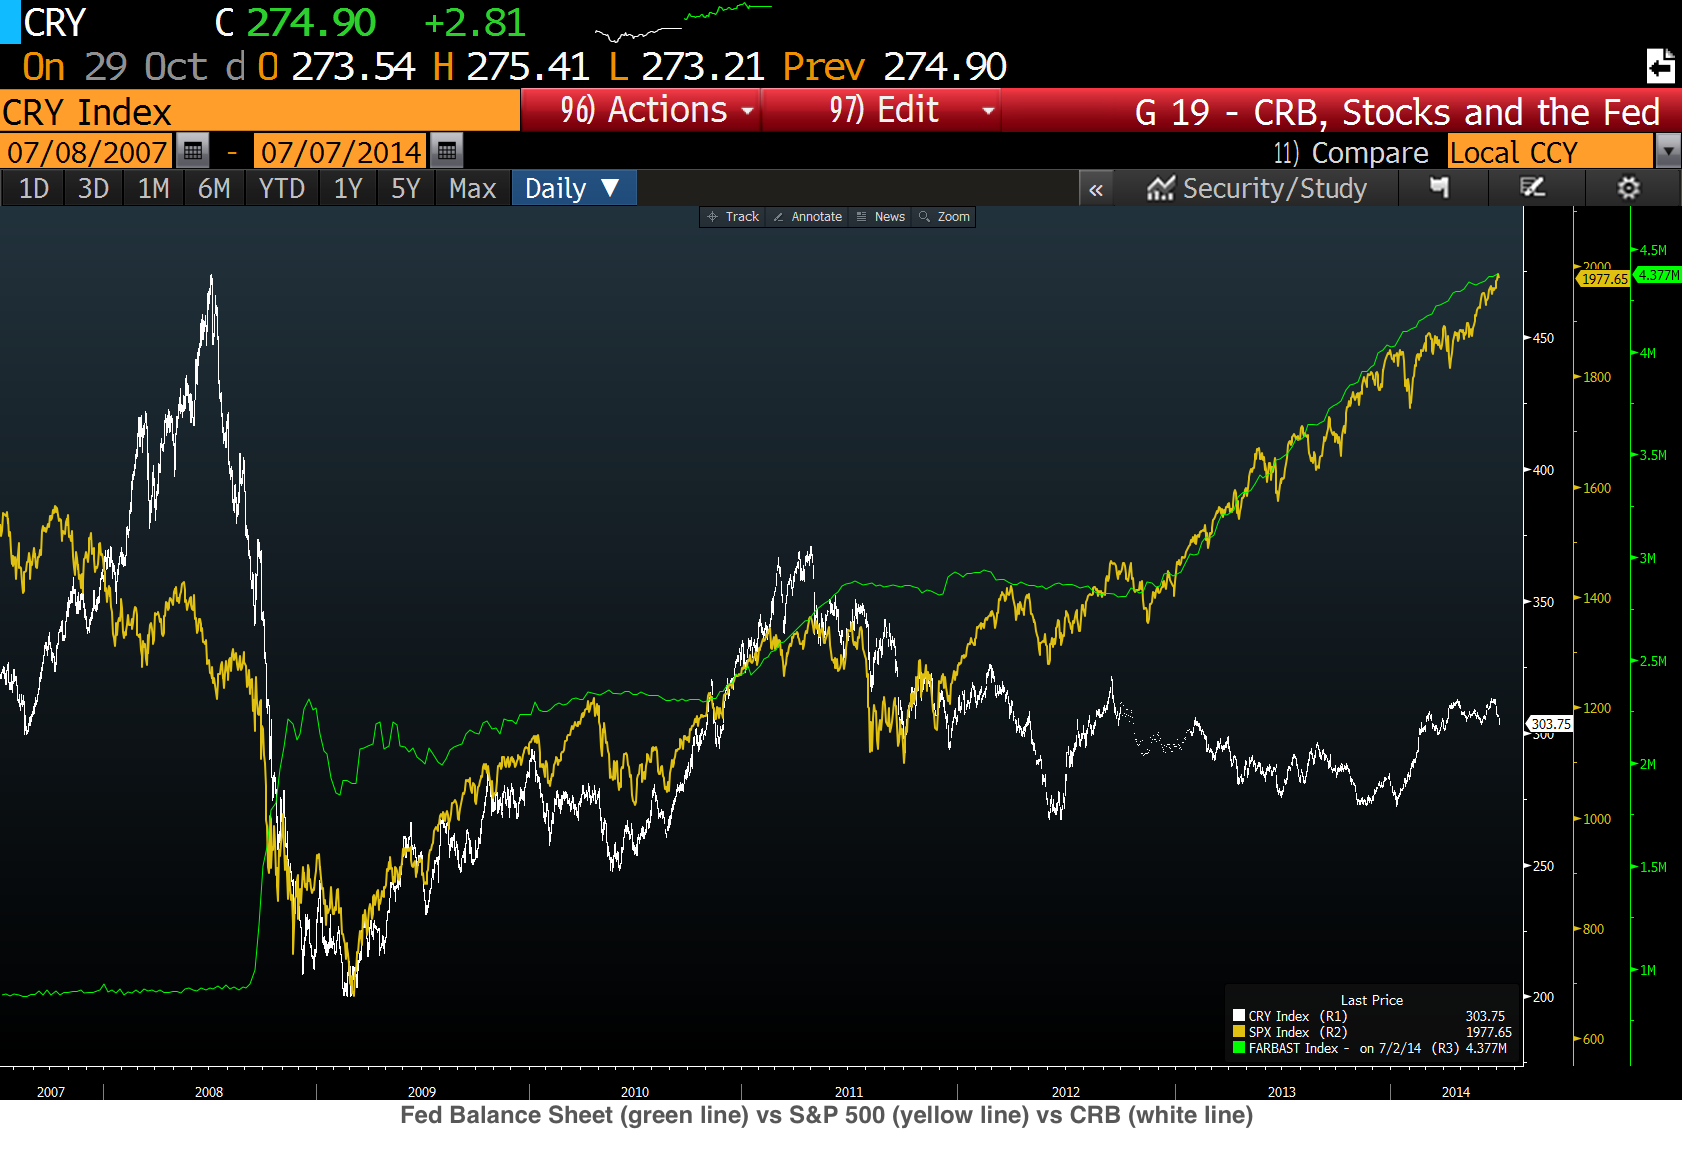 CRY C 274.90 +2.81
On 29 Oct d O 273.54 H 275.41 L 273.21 Prev 274.90
CRY Index 96) Actions 97) Edit G 19 - CRB, Stocks and the Fed
07/08/2007 - 07/07/2014 11) Compare Local CCY
1D 3D 1M 6M YTD 1Y 5Y Max Daily ▼ « Security/Study
Track Annotate News Zoom
4.5M
2000
4.377M
1977.65
450
4M
1800
3.5M
400
1600
3M
350
1400
2.5M
1200
303.75
300
2M
1000
250
1.5M
800
1M
200
600
Last Price
CRY Index (R1) 303.75
SPX Index (R2) 1977.65
FARBAST Index - on 7/2/14 (R3) 4.377M
2007 2008 2009 2010 2011 2012 2013 2014
Fed Balance Sheet (green line) vs S&P 500 (yellow line) vs CRB (white line)